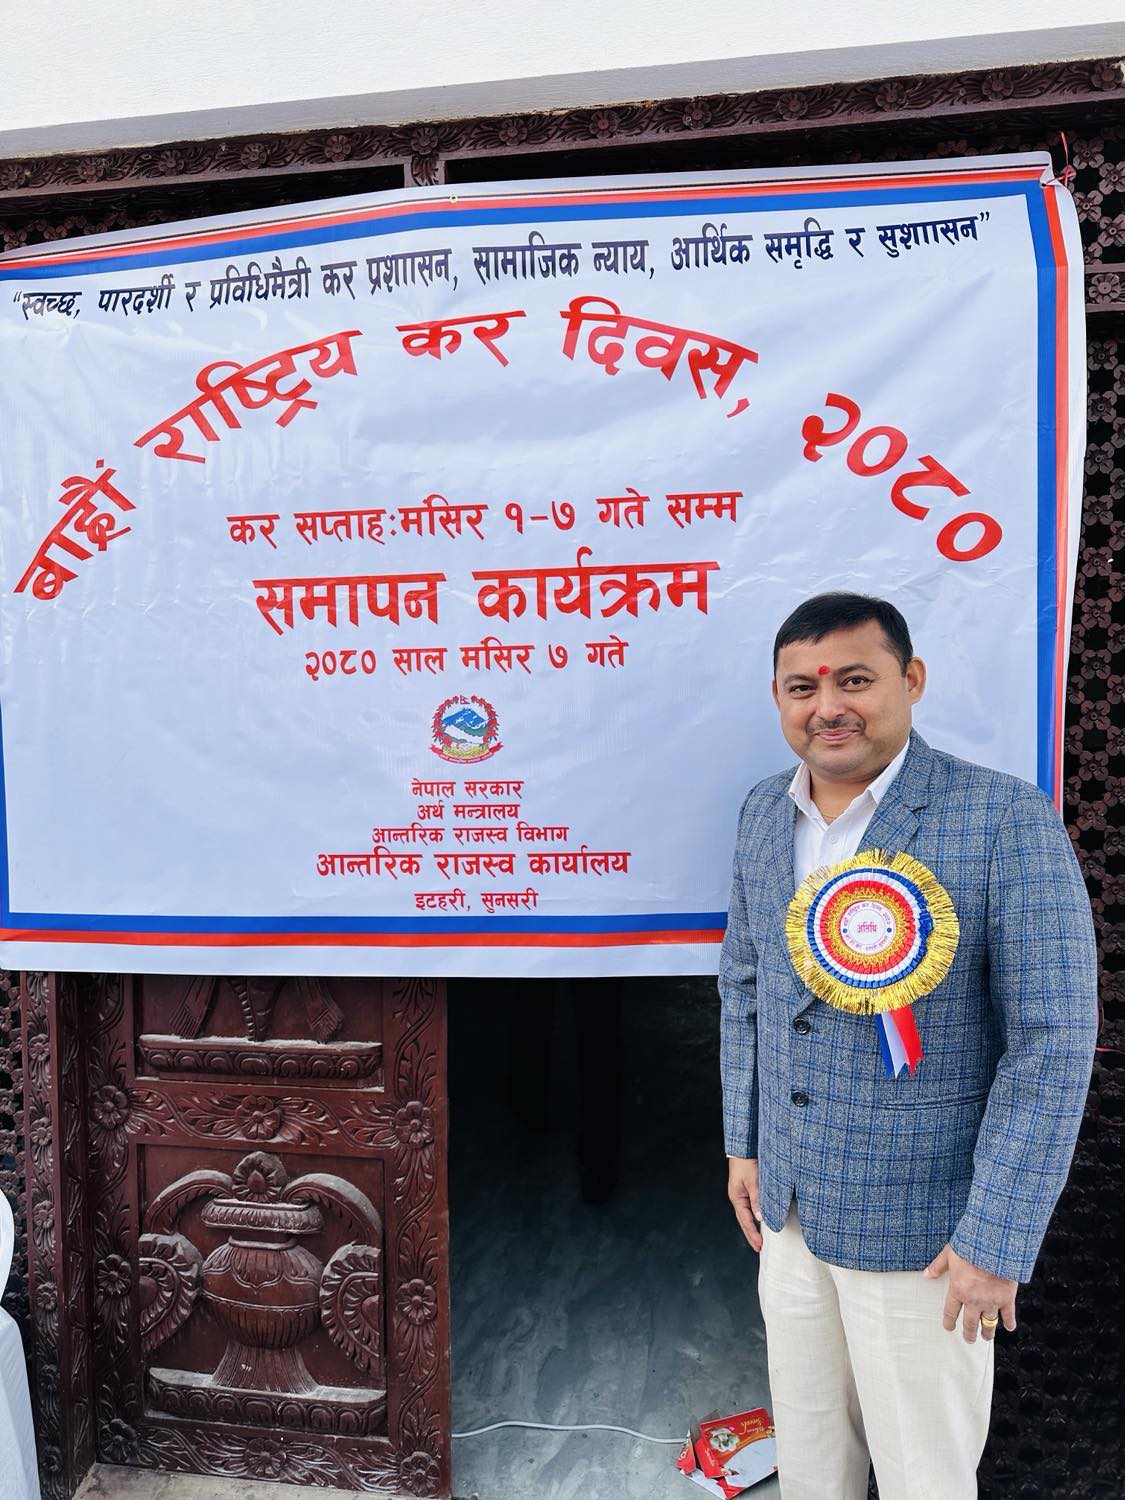 “स्वच्छ, पारदर्शी र प्रविधिमैत्री कर प्रशाासन, सामाजिक न्याय, आर्थिक समृद्धि र सुशाासन”
बाह्रौं राष्ट्रिय कर दिवस, २०८०
कर सप्ताहःमंसिर १-७ गते सम्म
समापन कार्यक्रम
२०८० साल मंसिर ७ गते
नेपाल सरकार
अर्थ मन्त्रालय
आन्तरिक राजस्व विभाग
आन्तरिक राजस्व कार्यालय
इटहरी, सुनसरी
अतिथि